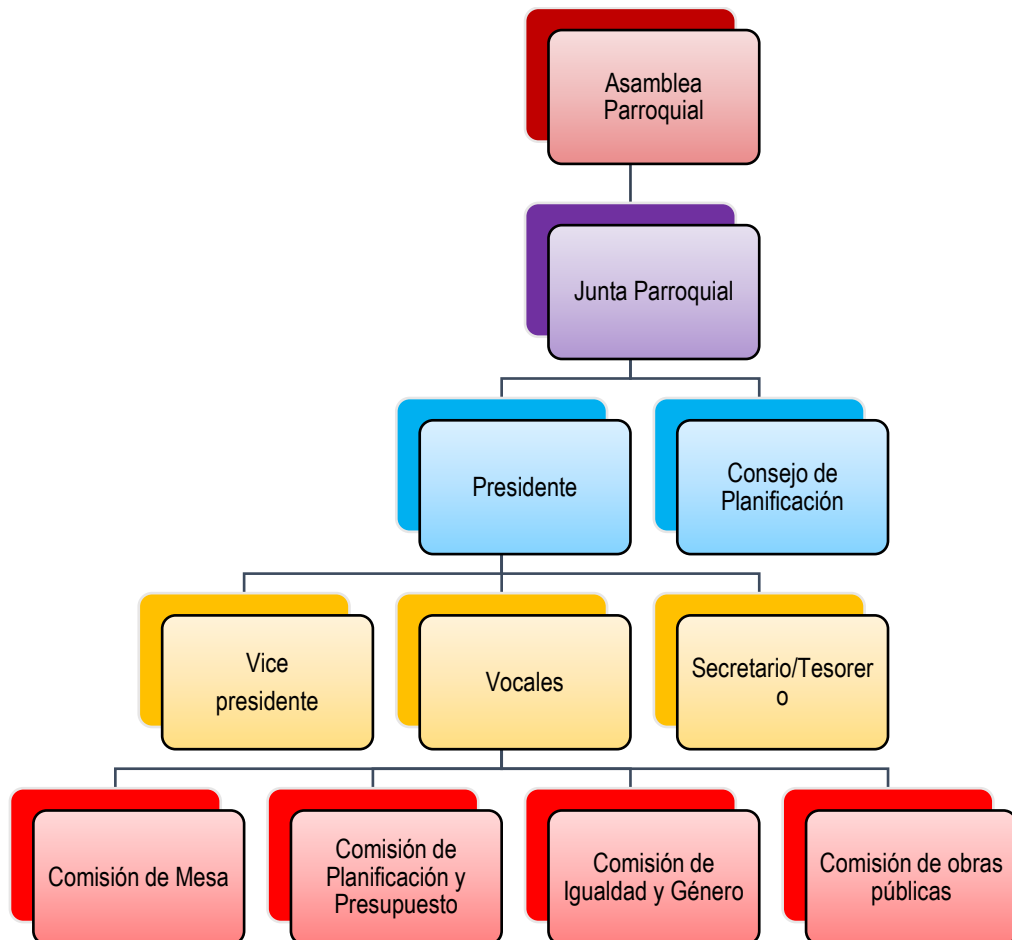 Asamblea
Parroquial
Junta Parroquial
Presidente
Consejo de
Planificación
Vice
presidente
Vocales
Secretario/Tesorer
o
Comisión de Mesa
Comisión de
Planificación y
Presupuesto
Comisión de
Igualdad y Género
Comisión de obras
públicas